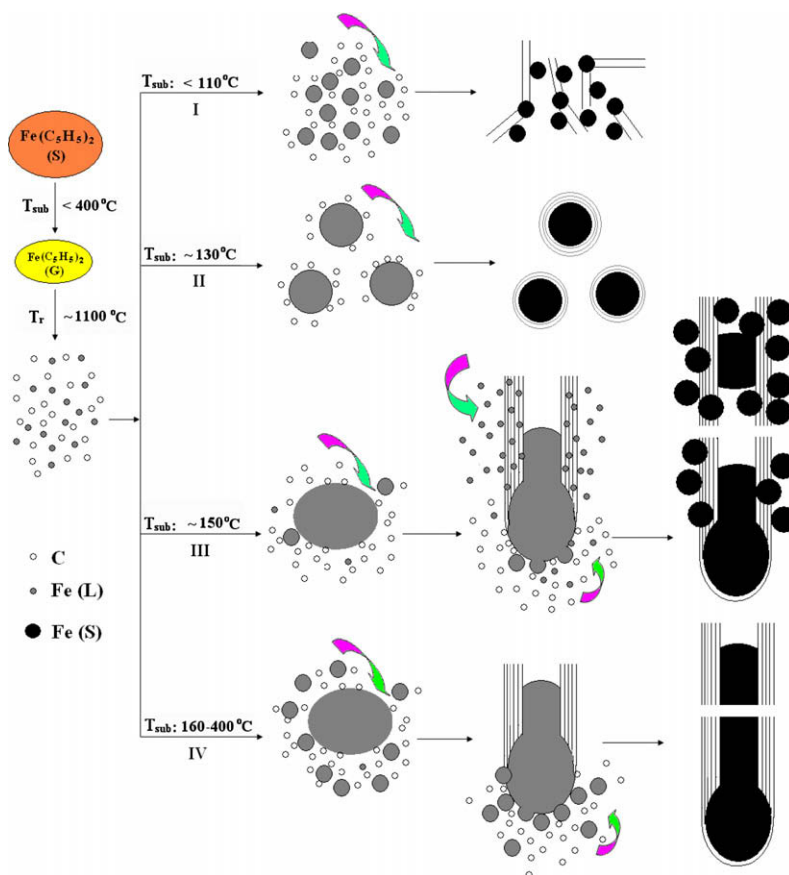 Fe(C₅H₅)₂
(S)
Tsub < 400°C
Fe(C₅H₅)₂
(G)
Tr ~1100 °C
C
Fe (L)
Fe (S)
Tsub: < 110°C
I
Tsub: ~130°C
II
Tsub: ~150°C
III
Tsub: 160-400°C
IV